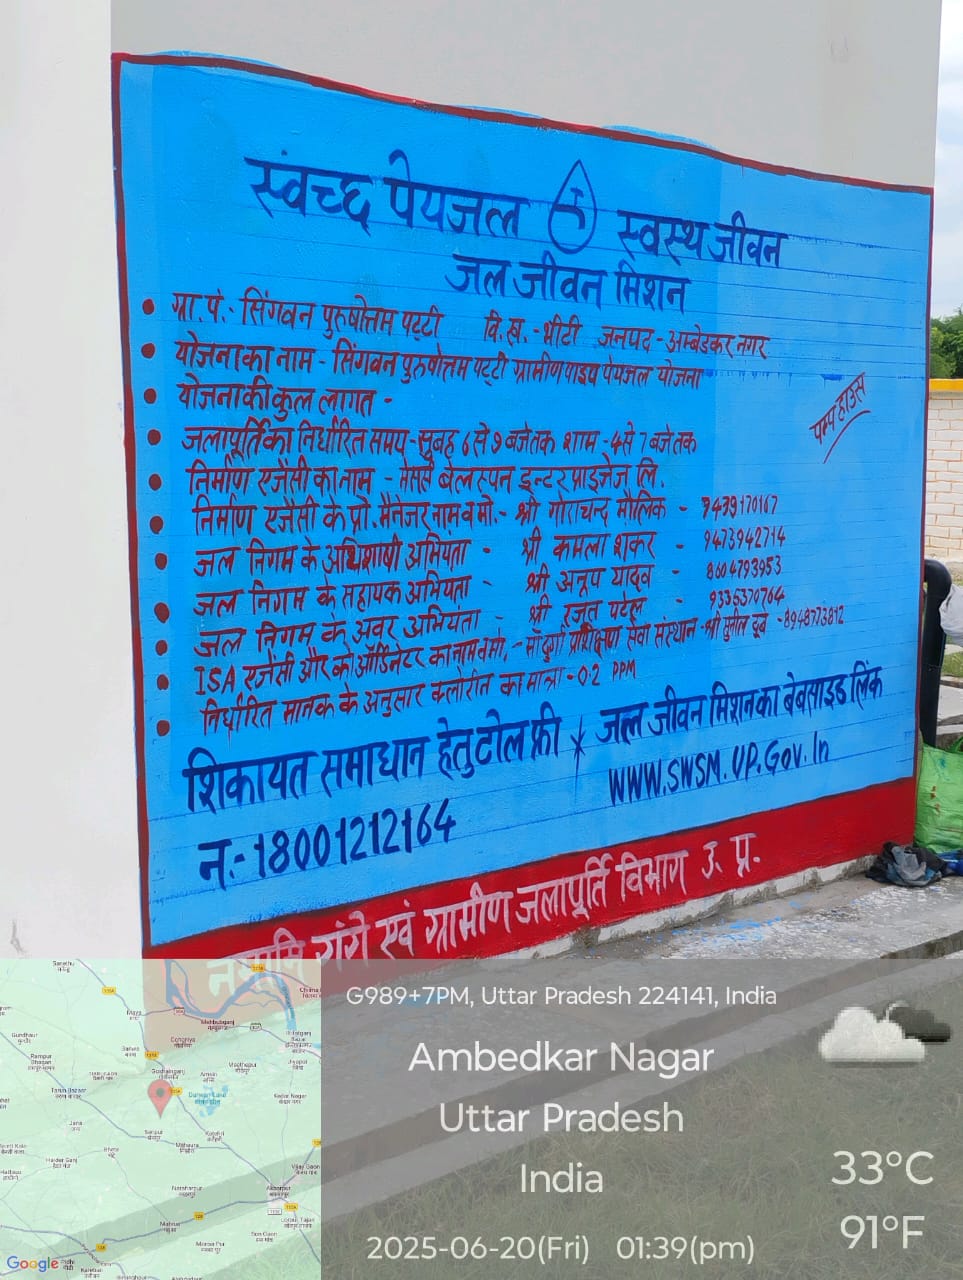 स्वच्छ पेयजल स्वस्थ जीवन
जल जीवन मिशन
ग्रा.पं.- सिंगवन पुरुषोत्तम पट्टी वि.ख.-भीटी जनपद-अम्बेडकर नगर
योजना का नाम - सिंगवन पुरुषोत्तम पट्टी ग्रामीण पाइप पेयजल योजना
योजना की कुल लागत -
पम्प हाउस
जलापूर्ति का निर्धारित समय-सुबह 6 से 9 बजे तक शाम - 4 से 7 बजे तक
निर्माण एजेंसी का नाम - मेसर्स वेलस्पन इन्टरप्राइजेज लि.
निर्माण एजेंसी के प्रो. मैनेजर नाम व मो.- श्री गोराचन्द मौलिक - 9439170167
जल निगम के अधिशाषी अभियंता - श्री कमला शंकर - 9473942714
जल निगम के सहायक अभियंता - श्री अनूप यादव - 8604793953
जल निगम के अवर अभियंता - श्री रजत पटेल - 9335370764
ISA एजेंसी और कोऑर्डिनेटर का नाम व मो.- माँ दुर्गा प्रशिक्षण सेवा संस्थान -श्री सुनील दूबे -8948773812
निर्धारित मानक के अनुसार क्लोरीन का मात्रा -0.2 PPM
शिकायत समाधान हेतु टोल फ्री
नं:-18001212164
जल जीवन मिशन का बेबसाइड लिंक
WWW.SWSM.UP.Gov.In
नमामि गंगे एवं ग्रामीण जलापूर्ति विभाग उ. प्र.
G989+7PM, Uttar Pradesh 224141, India
Ambedkar Nagar
Uttar Pradesh
India
2025-06-20(Fri) 01:39(pm)
33°C
91°F
Google